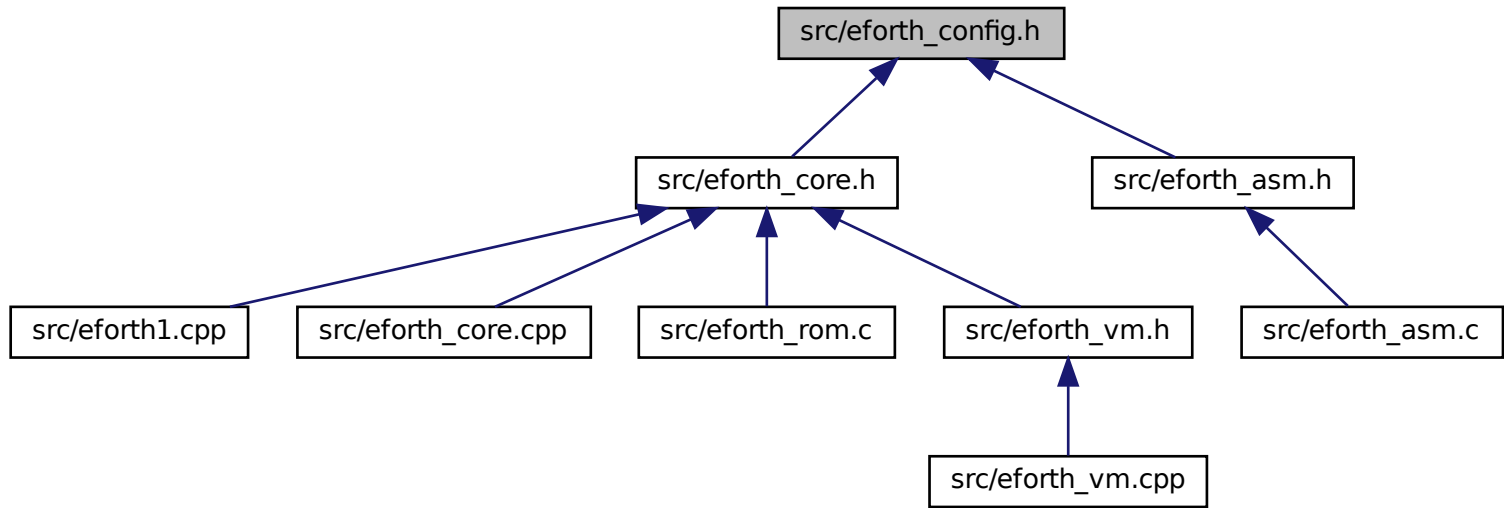 src/eforth_config.h
src/eforth_core.h
src/eforth_asm.h
src/eforth1.cpp
src/eforth_core.cpp
src/eforth_rom.c
src/eforth_vm.h
src/eforth_asm.c
src/eforth_vm.cpp